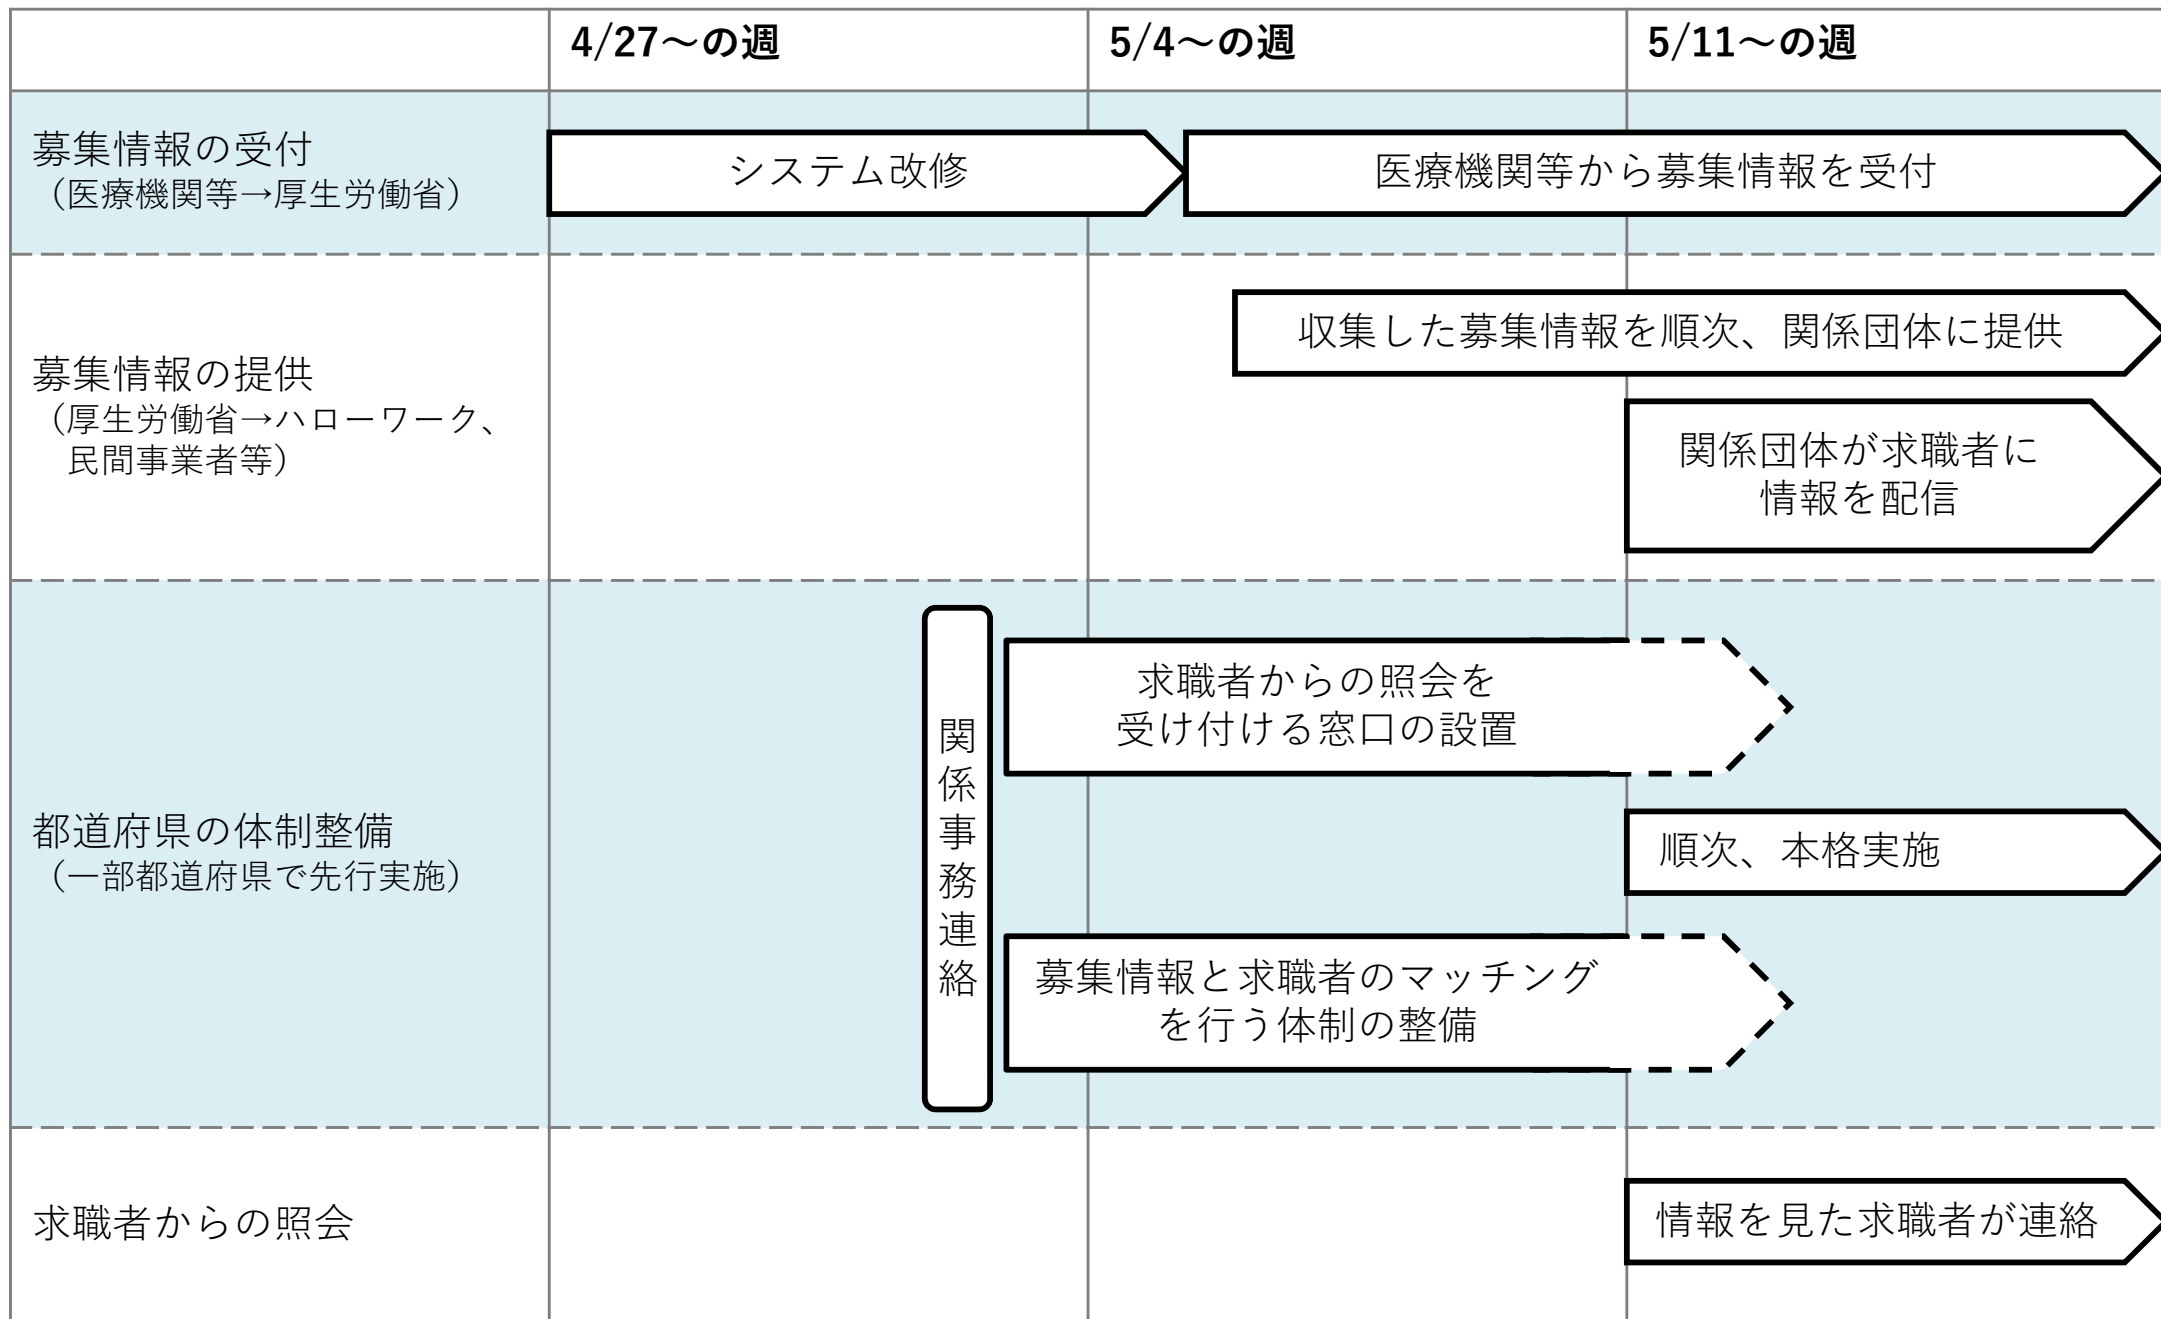 4/27～の週
5/4～の週
5/11～の週
募集情報の受付
（医療機関等→厚生労働省）
システム改修
医療機関等から募集情報を受付
募集情報の提供
（厚生労働省→ハローワーク、
民間事業者等）
収集した募集情報を順次、関係団体に提供
関係団体が求職者に
情報を配信
都道府県の体制整備
（一部都道府県で先行実施）
関係事務連絡
求職者からの照会を
受け付ける窓口の設置
順次、本格実施
募集情報と求職者のマッチング
を行う体制の整備
求職者からの照会
情報を見た求職者が連絡